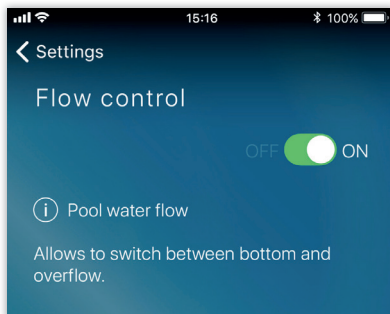 15:16
100%
Settings
Flow control
OFF ON
i Pool water flow
Allows to switch between bottom and
overflow.